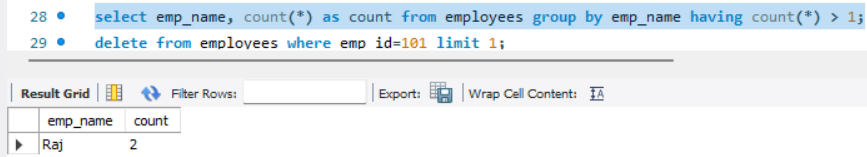 28 select emp_name, count(*) as count from employees group by emp_name having count(*) > 1;
29 delete from employees where emp_id=101 limit 1;
Result Grid Filter Rows: Export: Wrap Cell Content: IA
emp_name count
Raj 2